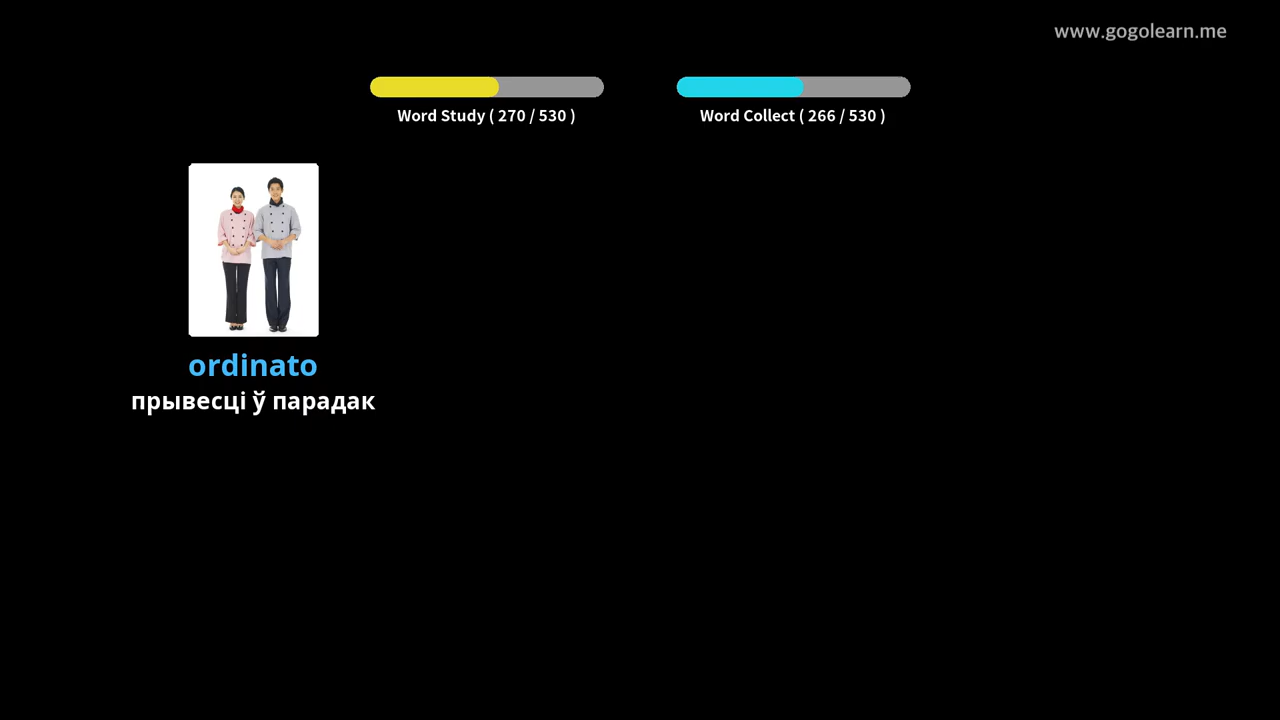 www.gogolearn.me
Word Study ( 270 / 530 )
Word Collect ( 266 / 530 )
ordinato
прывесці ў парадак